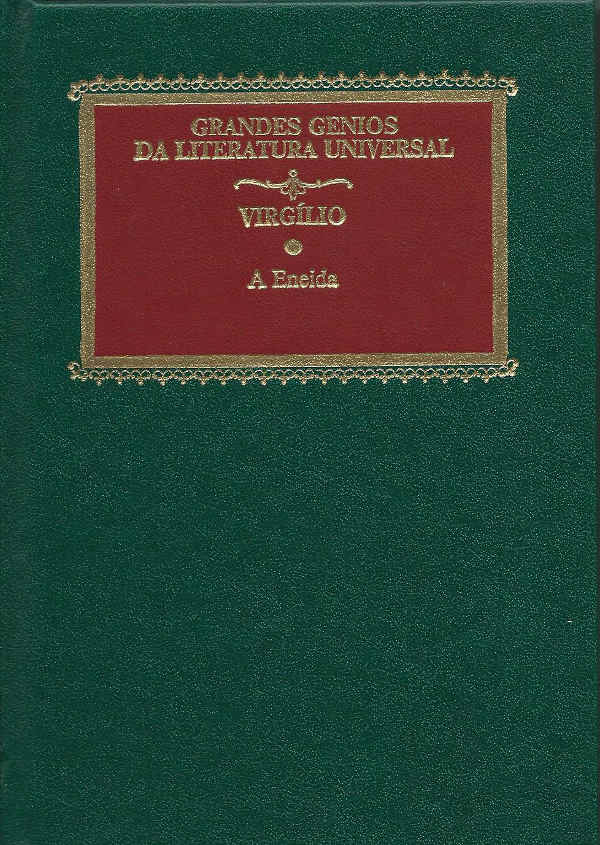 GRANDES GENIOS
DA LITERATURA UNIVERSAL
VIRGÍLIO
A Eneida